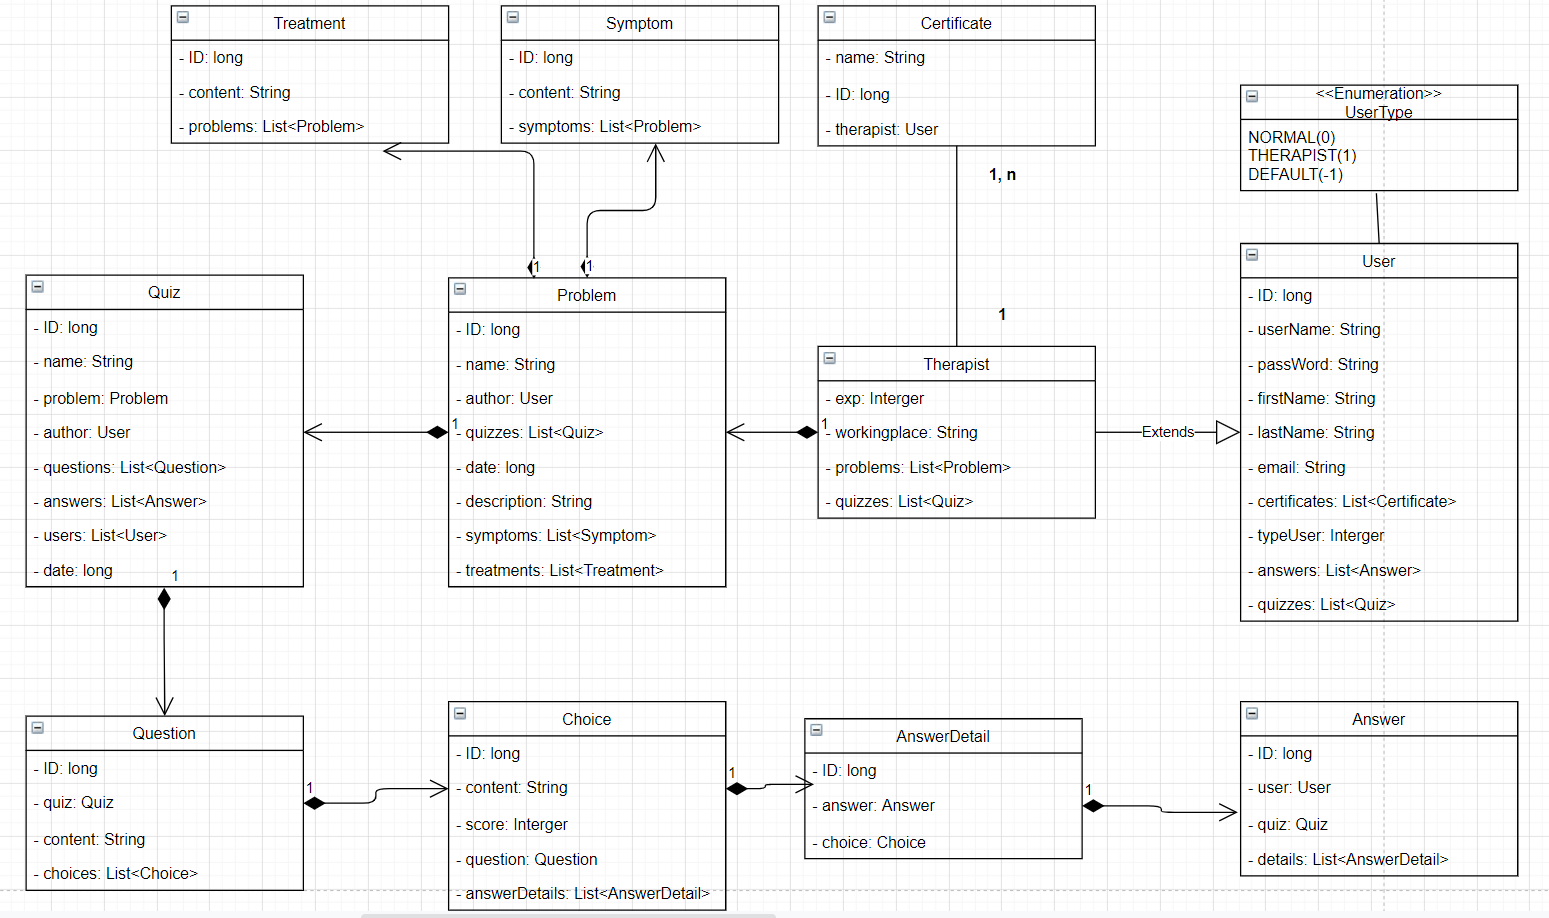 Treatment
- ID: long
- content: String
- problems: List<Problem>
Symptom
- ID: long
- content: String
- symptoms: List<Problem>
Certificate
- name: String
- ID: long
- therapist: User
<<Enumeration>>
UserType
NORMAL(0)
THERAPIST(1)
DEFAULT(-1)
1, n
1
1
1
Quiz
- ID: long
- name: String
- problem: Problem
- author: User
- questions: List<Question>
- answers: List<Answer>
- users: List<User>
- date: long
1
Problem
- ID: long
- name: String
- author: User
- quizzes: List<Quiz>
- date: long
- description: String
- symptoms: List<Symptom>
- treatments: List<Treatment>
1
Therapist
- exp: Interger
- workingplace: String
- problems: List<Problem>
- quizzes: List<Quiz>
1
Extends
User
- ID: long
- userName: String
- passWord: String
- firstName: String
- lastName: String
- email: String
- certificates: List<Certificate>
- typeUser: Interger
- answers: List<Answer>
- quizzes: List<Quiz>
1
Question
- ID: long
- quiz: Quiz
- content: String
- choices: List<Choice>
1
Choice
- ID: long
- content: String
- score: Interger
- question: Question
- answerDetails: List<AnswerDetail>
1
AnswerDetail
- ID: long
- answer: Answer
- choice: Choice
1
Answer
- ID: long
- user: User
- quiz: Quiz
- details: List<AnswerDetail>